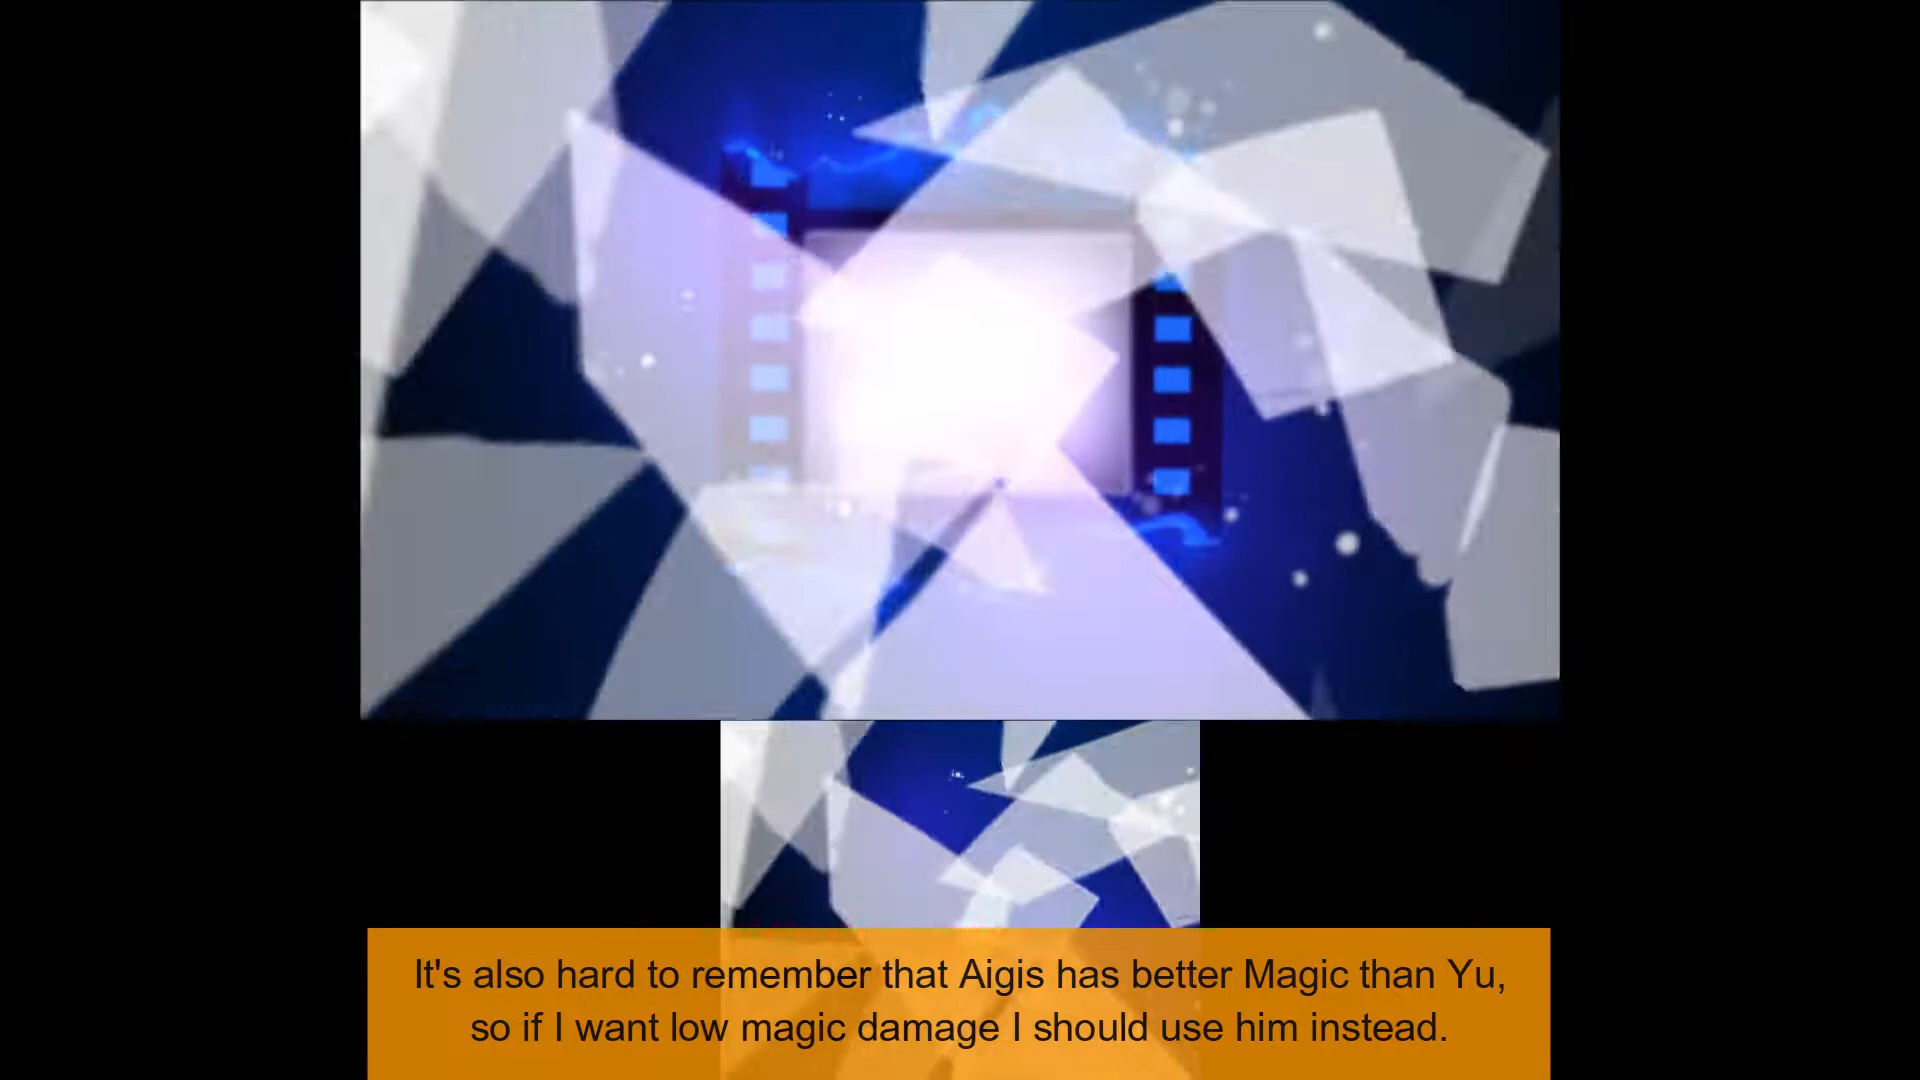 It's also hard to remember that Aigis has better Magic than Yu,
so if I want low magic damage I should use him instead.